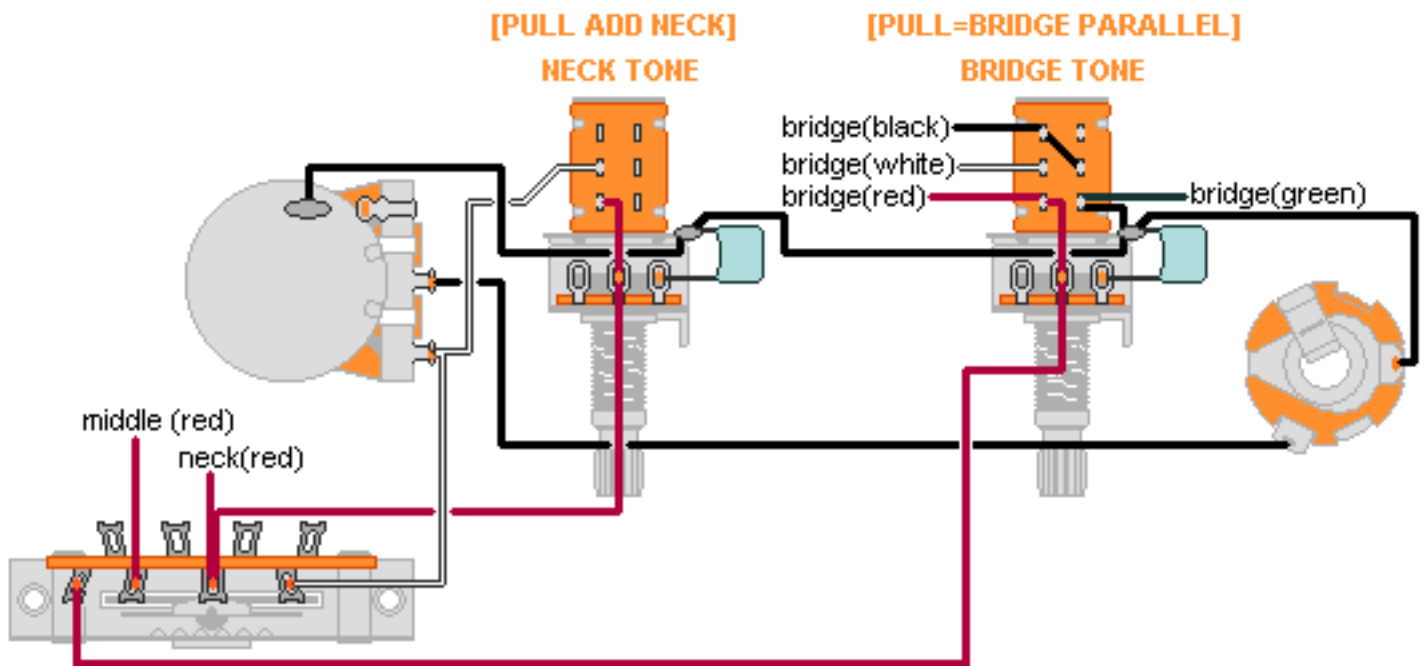 [PULL ADD NECK]
NECK TONE
[PULL=BRIDGE PARALLEL]
BRIDGE TONE
bridge(black)
bridge(white)
bridge(red)
bridge(green)
middle (red)
neck(red)